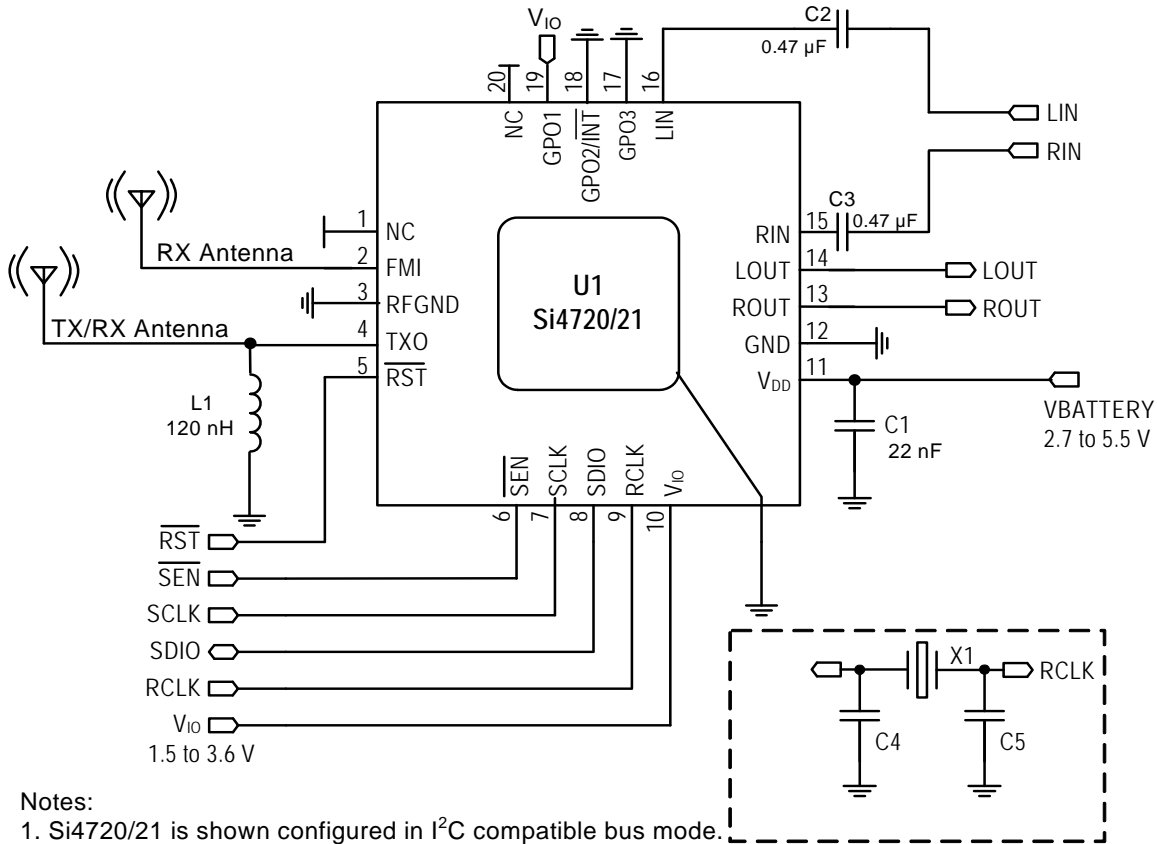 C2
0.47 µF
V_IO
20
19
18
17
16
NC
GPO1
GPO2/INT
GPO3
LIN
LIN
RIN
C3
0.47 µF
1
NC
RIN
15
RX Antenna
2
FMI
LOUT
14
LOUT
3
RFGND
ROUT
13
ROUT
TX/RX Antenna
4
TXO
GND
12
5
RST
V_DD
11
U1
Si4720/21
L1
120 nH
C1
22 nF
VBATTERY
2.7 to 5.5 V
SEN
SCLK
SDIO
RCLK
V_IO
6
7
8
9
10
RST
SEN
SCLK
SDIO
RCLK
V_IO
1.5 to 3.6 V
X1
RCLK
C4
C5
Notes:
1. Si4720/21 is shown configured in I²C compatible bus mode.